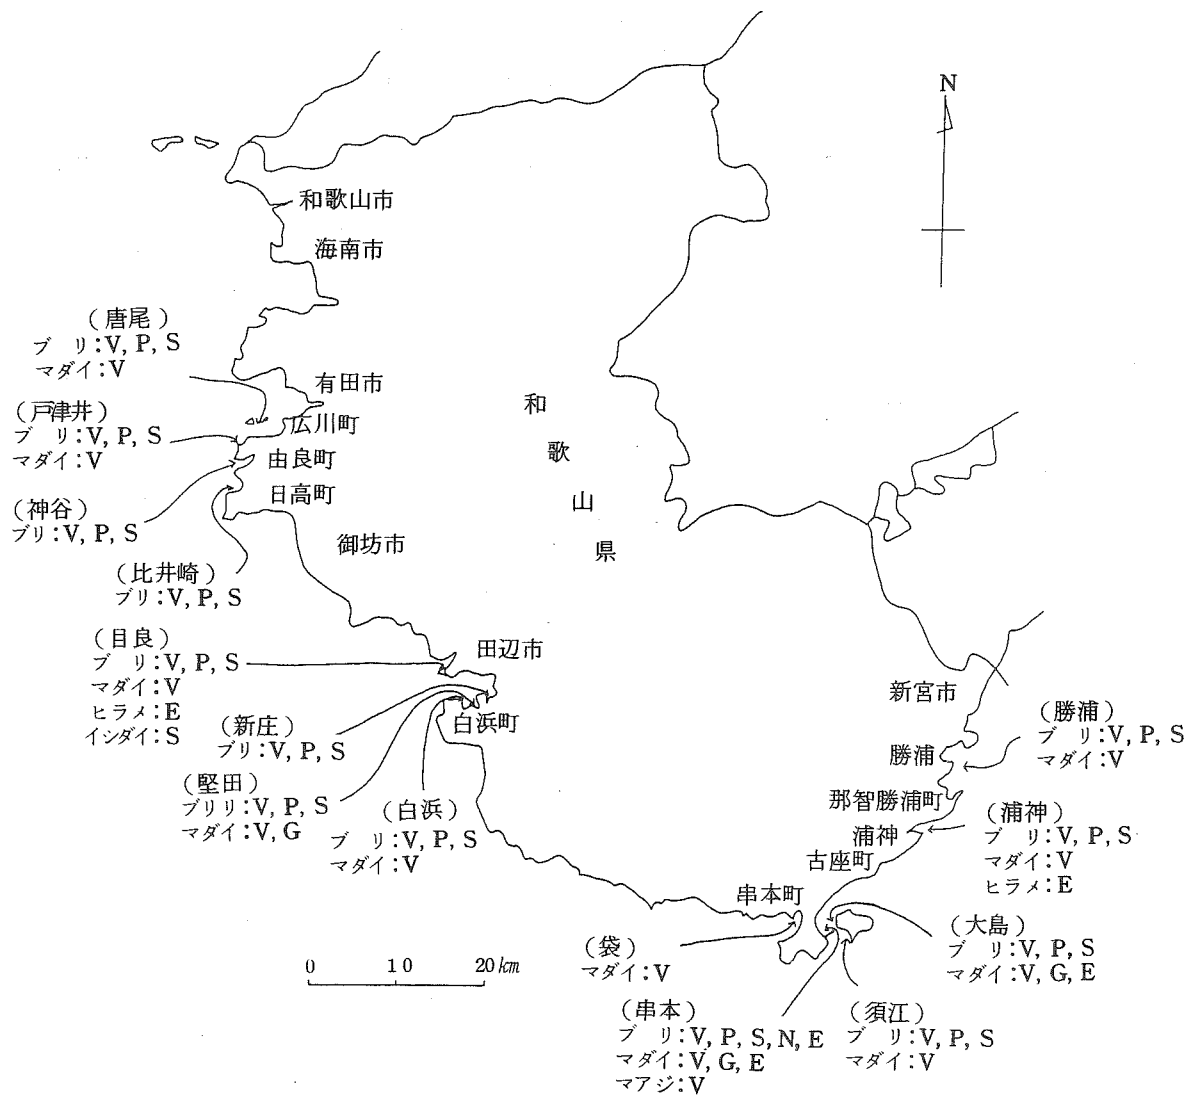 N
和歌山市
海南市
（唐尾）
ブ　リ：V, P, S
マダイ：V
有田市
（戸津井）
ブ　リ：V, P, S
マダイ：V
広川町
由良町
日高町
（神谷）
ブリ：V, P, S
御坊市
（比井崎）
ブリ：V, P, S
和歌山県
（目良）
ブ　リ：V, P, S
マダイ：V
ヒラメ：E
イシダイ：S
田辺市
（新庄）
ブリ：V, P, S
白浜町
（堅田）
ブリリ：V, P, S
マダイ：V, G
（白浜）
ブ　リ：V, P, S
マダイ：V
新宮市
（勝浦）
ブ　リ：V, P, S
マダイ：V
勝浦
那智勝浦町
浦神
（浦神）
ブ　リ：V, P, S
マダイ：V
ヒラメ：E
古座町
串本町
（袋）
マダイ：V
（大島）
ブ　リ：V, P, S
マダイ：V, G, E
（串本）
ブ　リ：V, P, S, N, E
マダイ：V, G, E
マアジ：V
（須江）
ブ　リ：V, P, S
マダイ：V
0　10　20km